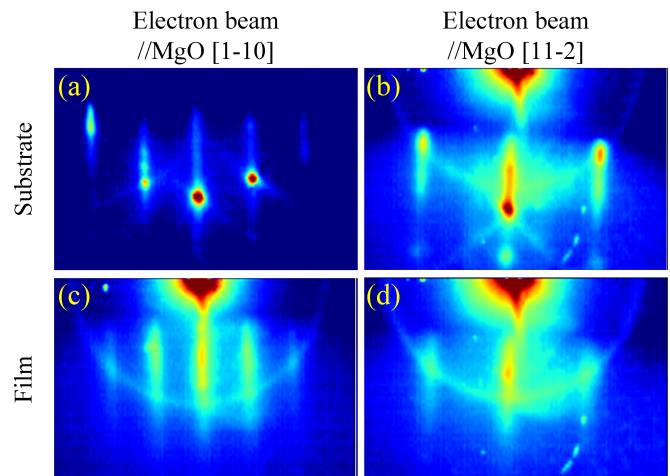 Electron beam
//MgO [1-10]
Electron beam
//MgO [11-2]
Substrate
(a)
(b)
Film
(c)
(d)